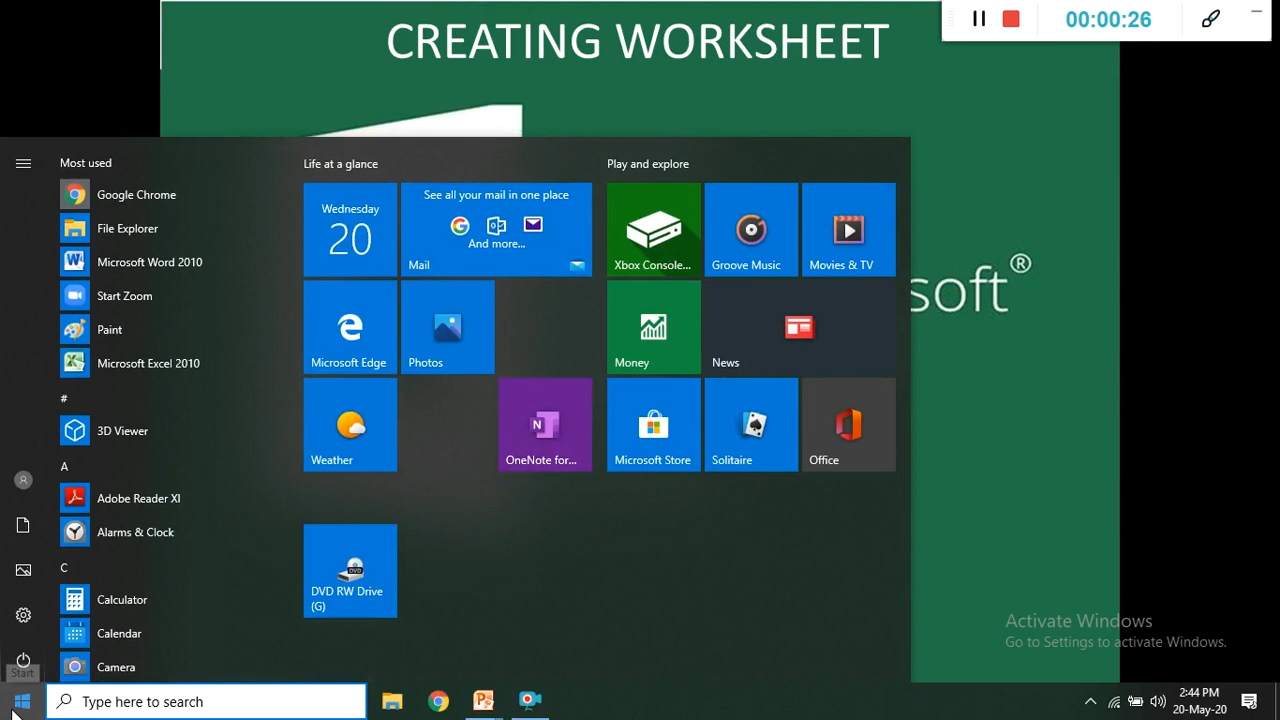 CREATING WORKSHEET
00:00:26
Most used
Google Chrome
File Explorer
Microsoft Word 2010
Start Zoom
Paint
Microsoft Excel 2010
#
3D Viewer
A
Adobe Reader XI
Alarms & Clock
C
Calculator
Calendar
Camera
Start
Life at a glance
Wednesday
20
See all your mail in one place
And more...
Mail
Microsoft Edge
Photos
Weather
OneNote for...
DVD RW Drive
(G)
Play and explore
Xbox Console...
Groove Music
Movies & TV
Money
News
Microsoft Store
Solitaire
Office
soft®
Activate Windows
Go to Settings to activate Windows.
Type here to search
2:44 PM
20-May-20